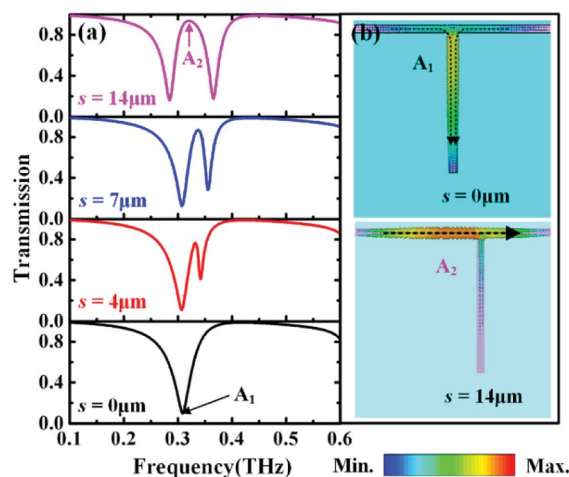 (a)
0.8
0.4
A₂
s = 14μm
0.0
0.8
0.4
s = 7μm
0.0
0.8
0.4
s = 4μm
0.0
0.8
0.4
A₁
s = 0μm
0.0
0.1 0.2 0.3 0.4 0.5 0.6
Transmission
Frequency(THz)
(b)
A₁
s = 0μm
A₂
s = 14μm
Min. Max.